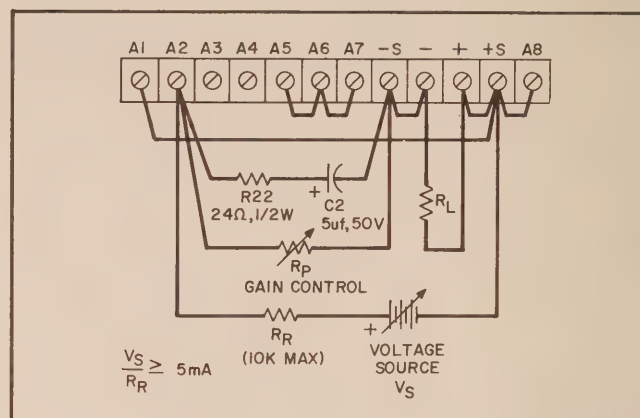 A1 A2 A3 A4 A5 A6 A7 -S - + +S A8
R22
24Ω, 1/2W
+
C2
5uf, 50V
RL
RP
GAIN CONTROL
RR
(10K MAX)
+
VOLTAGE
SOURCE
VS
VS
RR
≥ 5mA